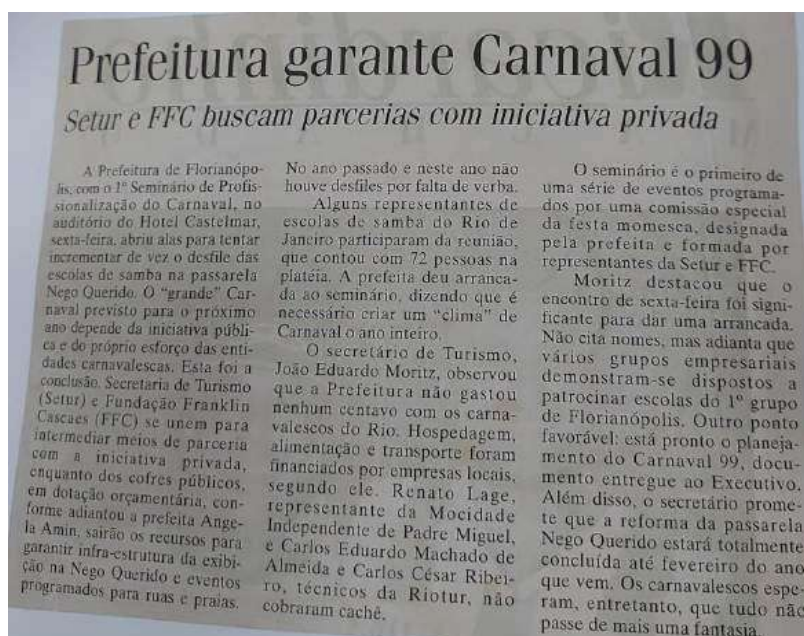 Prefeitura garante Carnaval 99
Setur e FFC buscam parcerias com iniciativa privada
A Prefeitura de Florianópo-
lis, com o 1º Seminário de Profis-
sionalização do Carnaval, no
auditório do Hotel Castelmar,
sexta-feira, abriu alas para tentar
incrementar de vez o desfile das
escolas de samba na passarela
Nego Querido. O “grande” Car-
naval previsto para o próximo
ano depende da iniciativa públi-
ca e do próprio esforço das enti-
dades carnavalescas. Esta foi a
conclusão. Secretaria de Turismo
(Setur) e Fundação Franklin
Cascaes (FFC) se unem para
intermediar meios de parceria
com a iniciativa privada,
enquanto dos cofres públicos,
em dotação orçamentária, con-
forme adiantou a prefeita Ange-
la Amin, sairão os recursos para
garantir infra-estrutura da exibi-
ção na Nego Querido e eventos
programados para ruas e praias.
No ano passado e neste ano não
houve desfiles por falta de verba.
Alguns representantes de
escolas de samba do Rio de
Janeiro participaram da reunião,
que contou com 72 pessoas na
platéia. A prefeita deu arranca-
da ao seminário, dizendo que é
necessário criar um “clima” de
Carnaval o ano inteiro.
O secretário de Turismo,
João Eduardo Moritz, observou
que a Prefeitura não gastou
nenhum centavo com os carna-
valescos do Rio. Hospedagem,
alimentação e transporte foram
financiados por empresas locais,
segundo ele. Renato Lage,
representante da Mocidade
Independente de Padre Miguel,
e Carlos Eduardo Machado de
Almeida e Carlos César Ribei-
ro, técnicos da Riotur, não
cobraram cachê.
O seminário é o primeiro de
uma série de eventos programa-
dos por uma comissão especial
da festa momesca, designada
pela prefeita e formada por
representantes da Setur e FFC.
Moritz destacou que o
encontro de sexta-feira foi signi-
ficante para dar uma arrancada.
Não cita nomes, mas adianta que
vários grupos empresariais
demonstram-se dispostos a
patrocinar escolas do 1º grupo
de Florianópolis. Outro ponto
favorável: está pronto o planeja-
mento do Carnaval 99, docu-
mento entregue ao Executivo.
Além disso, o secretário prome-
te que a reforma da passarela
Nego Querido estará totalmente
concluída até fevereiro do ano
que vem. Os carnavalescos espe-
ram, entretanto, que tudo não
passe de mais uma fantasia.